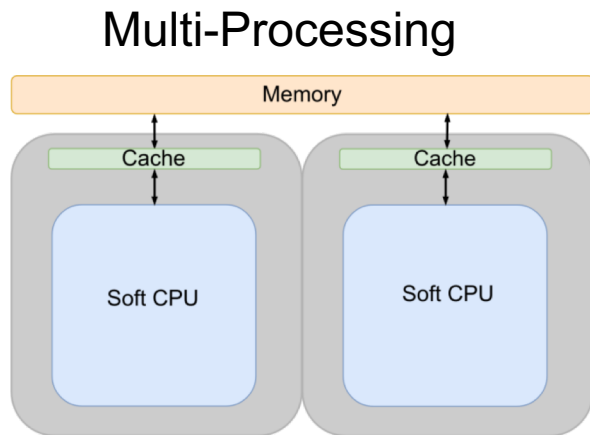 Multi-Processing
Memory
Cache
Cache
Soft CPU
Soft CPU